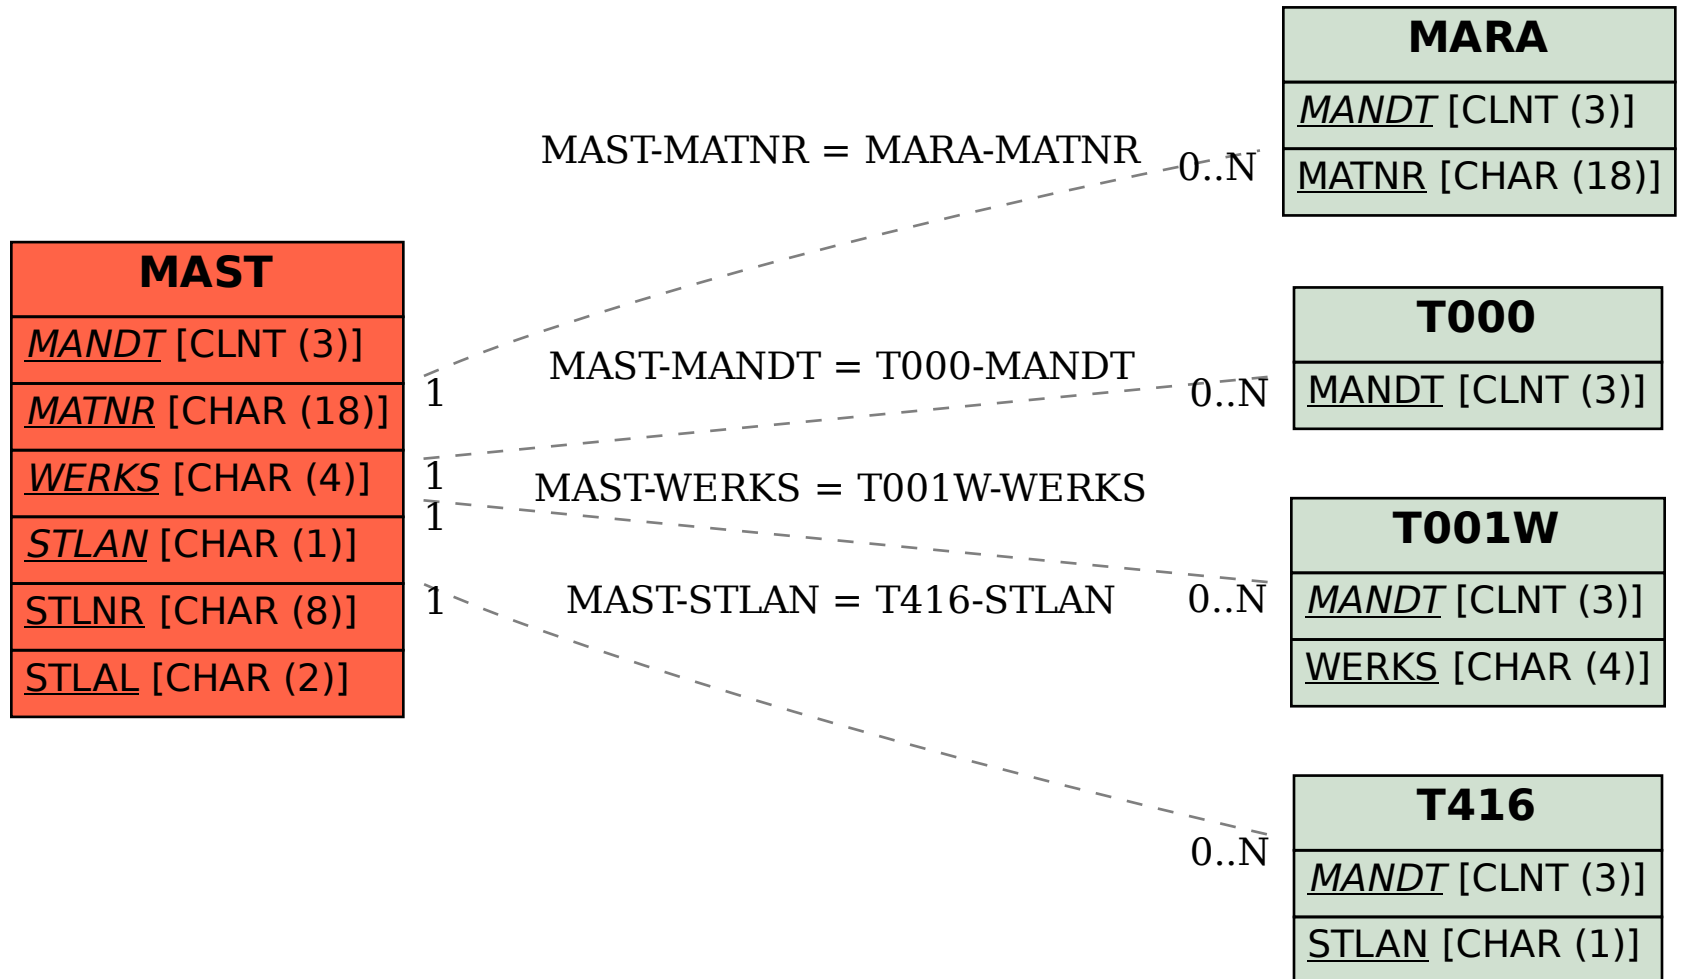 MAST
MANDT [CLNT (3)]
MATNR [CHAR (18)]
WERKS [CHAR (4)]
STLAN [CHAR (1)]
STLNR [CHAR (8)]
STLAL [CHAR (2)]
MAST-MATNR = MARA-MATNR
0..N
1
MAST-MANDT = T000-MANDT
0..N
1
MAST-WERKS = T001W-WERKS
1
0..N
MAST-STLAN = T416-STLAN
1
0..N
MARA
MANDT [CLNT (3)]
MATNR [CHAR (18)]
T000
MANDT [CLNT (3)]
T001W
MANDT [CLNT (3)]
WERKS [CHAR (4)]
T416
MANDT [CLNT (3)]
STLAN [CHAR (1)]